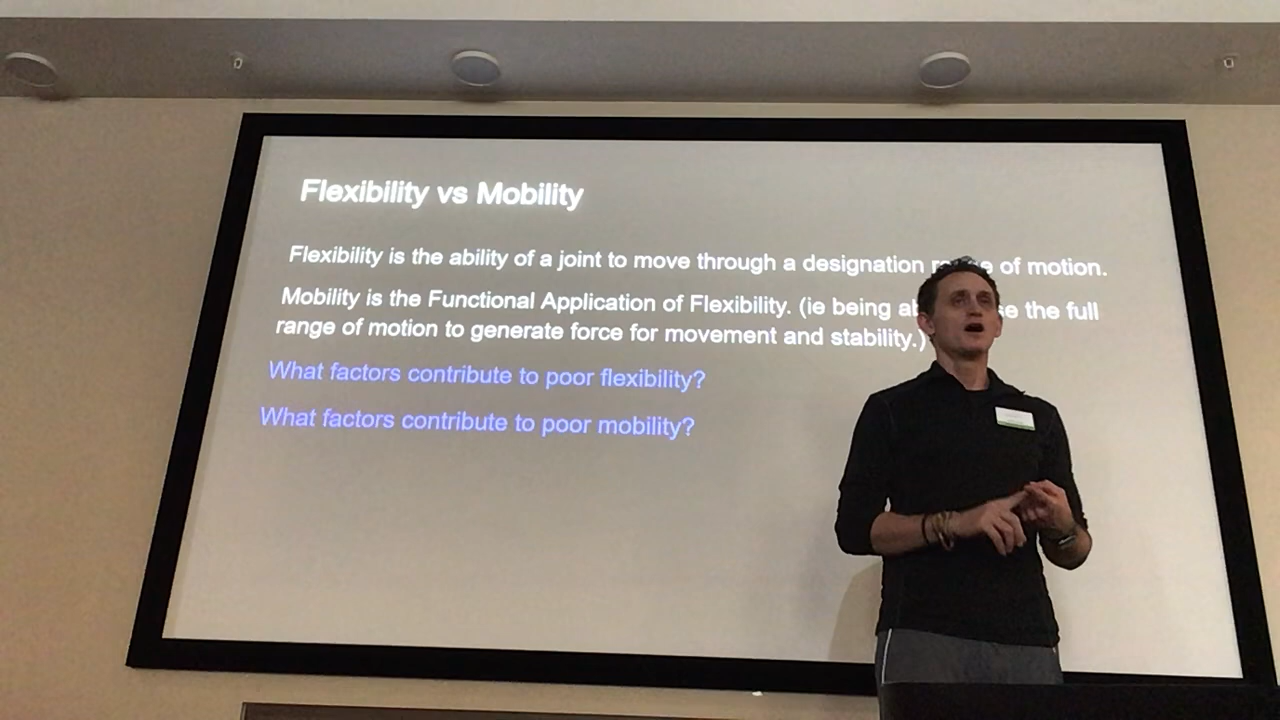 Flexibility vs Mobility
Flexibility is the ability of a joint to move through a designation of motion.
Mobility is the Functional Application of Flexibility. (ie being the full
range of motion to generate force for movement and stability.)
What factors contribute to poor flexibility?
What factors contribute to poor mobility?